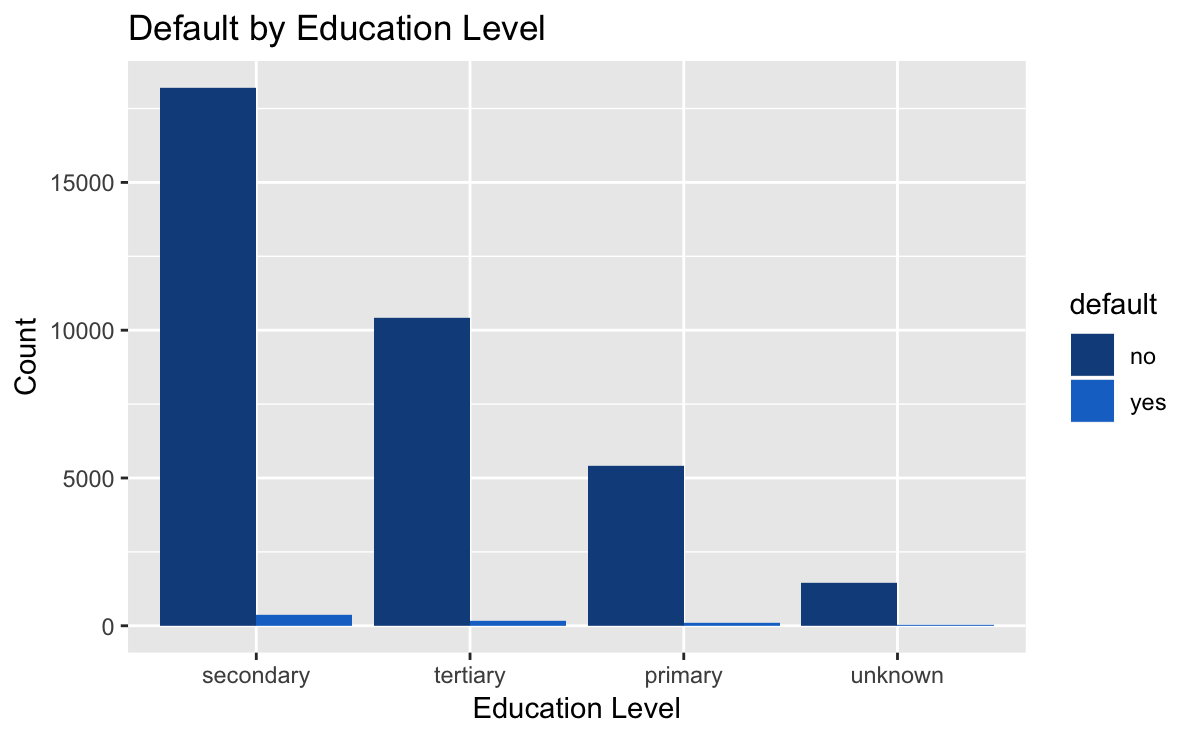 Default by Education Level
Count
15000
10000
5000
0
secondary tertiary primary unknown
Education Level
default
no
yes